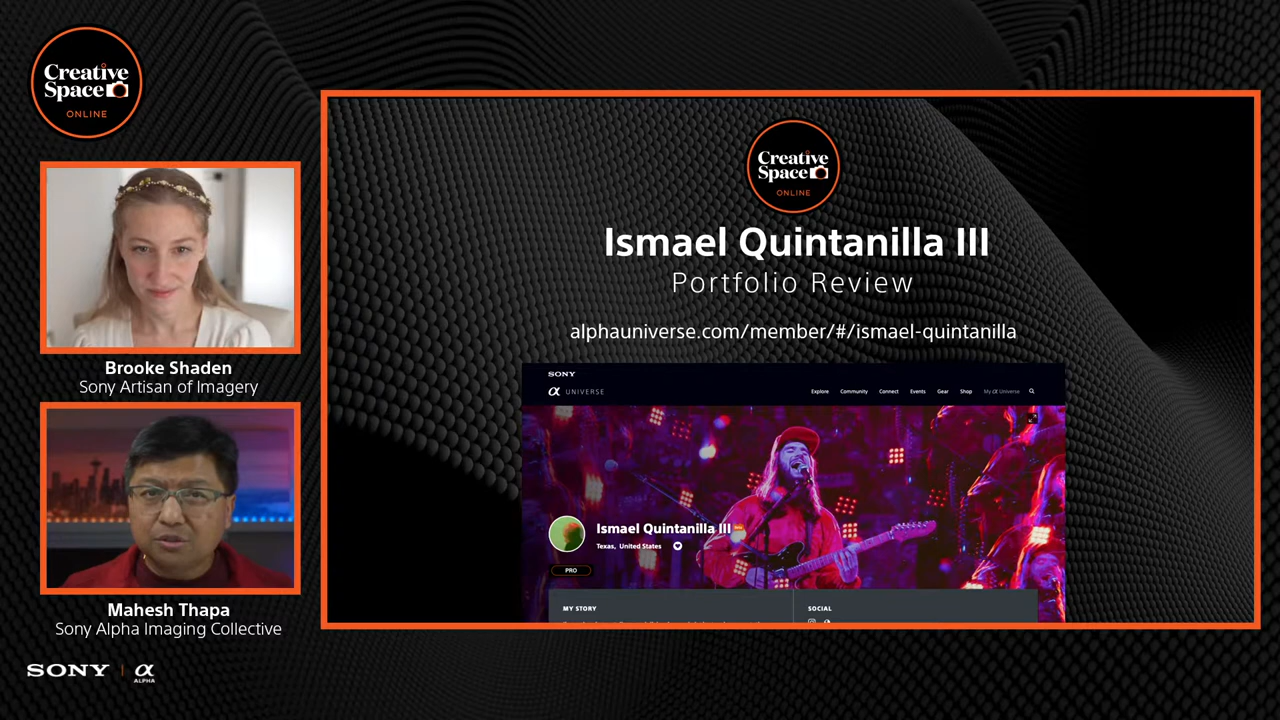 Creative
Space
ONLINE
Brooke Shaden
Sony Artisan of Imagery
Mahesh Thapa
Sony Alpha Imaging Collective
SONY | α
ALPHA
Creative
Space
ONLINE
Ismael Quintanilla III
Portfolio Review
alphauniverse.com/member/#/ismael-quintanilla
SONY
α UNIVERSE
Explore Community Connect Events Gear Shop My α Universe
Ismael Quintanilla III
Texas, United States
PRO
MY STORY
SOCIAL